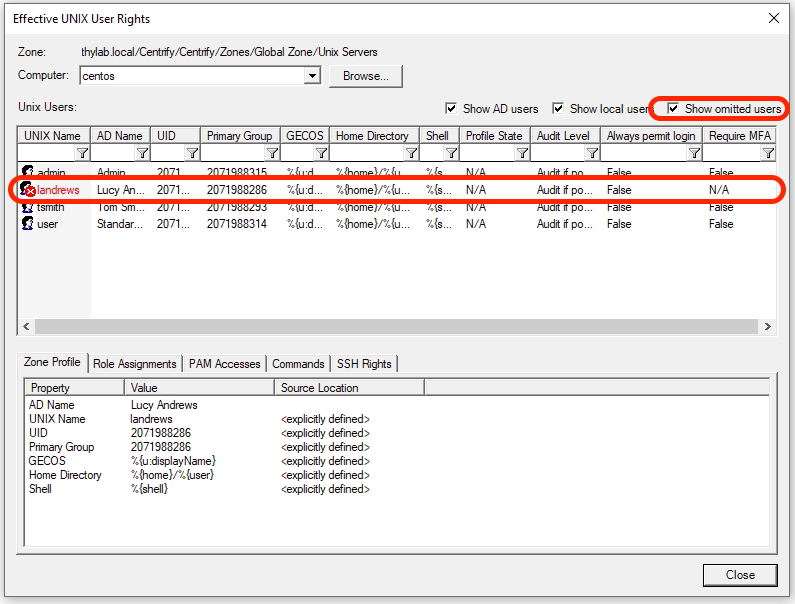 Effective UNIX User Rights
Zone: thylab.local/Centrify/Centrify/Zones/Global Zone/Unix Servers
Computer: centos Browse...
Unix Users: Show AD users Show local users Show omitted users
UNIX Name AD Name UID Primary Group GECOS Home Directory Shell Profile State Audit Level Always permit login Require MFA
admin Admin 2071... 2071988315 %{u:d... %{home}/%{u... %{s... N/A Audit if po... False False
landrews Lucy An... 2071... 2071988286 %{u:d... %{home}/%{u... %{s... N/A Audit if po... False N/A
tsmith Tom Sm... 2071... 2071988293 %{u:d... %{home}/%{u... %{s... N/A Audit if po... False False
user Standar... 2071... 2071988314 %{u:d... %{home}/%{u... %{s... N/A Audit if po... False False
Zone Profile Role Assignments PAM Accesses Commands SSH Rights
Property Value Source Location
AD Name Lucy Andrews
UNIX Name landrews <explicitly defined>
UID 2071988286 <explicitly defined>
Primary Group 2071988286 <explicitly defined>
GECOS %{u:displayName} <explicitly defined>
Home Directory %{home}/%{user} <explicitly defined>
Shell %{shell} <explicitly defined>
Close